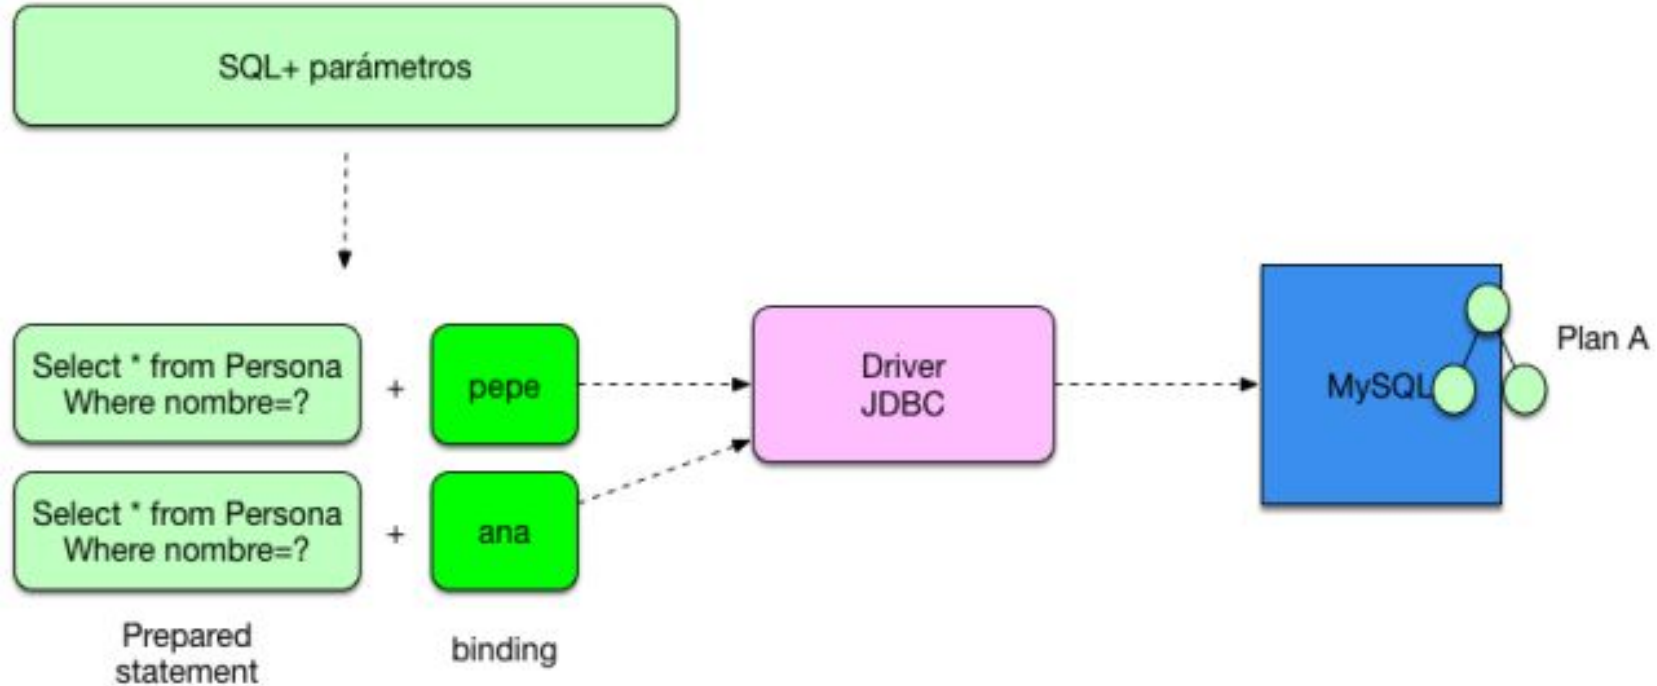 SQL+ parámetros
Select * from Persona
Where nombre=?
+
pepe
Driver
JDBC
MySQL
Plan A
Select * from Persona
Where nombre=?
+
ana
Prepared
statement
binding